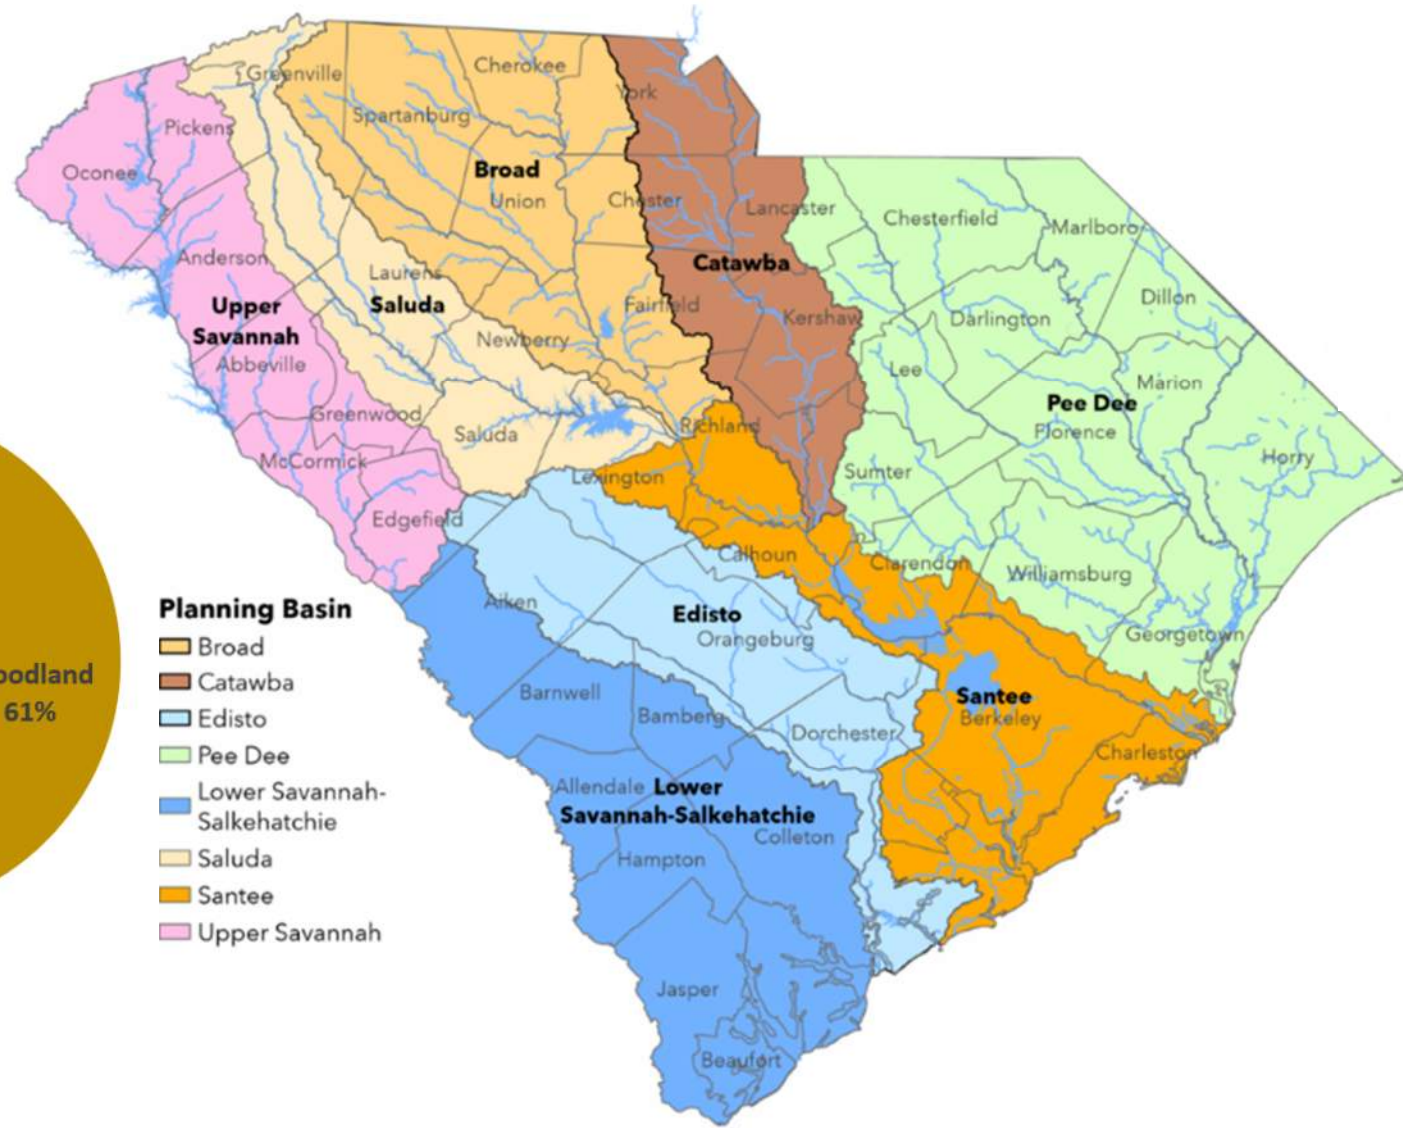 Cherokee
York
Greenville
Spartanburg
Pickens
Oconee
Broad
Union
Chester
Lancaster
Chesterfield
Marlboro
Anderson
Laurens
Catawba
Upper
Savannah
Saluda
Fairfield
Kershaw
Darlington
Dillon
Newberry
Abbeville
Lee
Marion
Greenwood
Pee Dee
Richland
Florence
Saluda
McCormick
Lexington
Sumter
Horry
Edgefield
Calhoun
Clarendon
Williamsburg
Aiken
Edisto
Orangeburg
Georgetown
Barnwell
Bamberg
Santee
Berkeley
Dorchester
Charleston
Allendale
Lower
Savannah-Salkehatchie
Colleton
Hampton
Jasper
Beaufort
Planning Basin
Broad
Catawba
Edisto
Pee Dee
Lower Savannah-
Salkehatchie
Saluda
Santee
Upper Savannah
61%